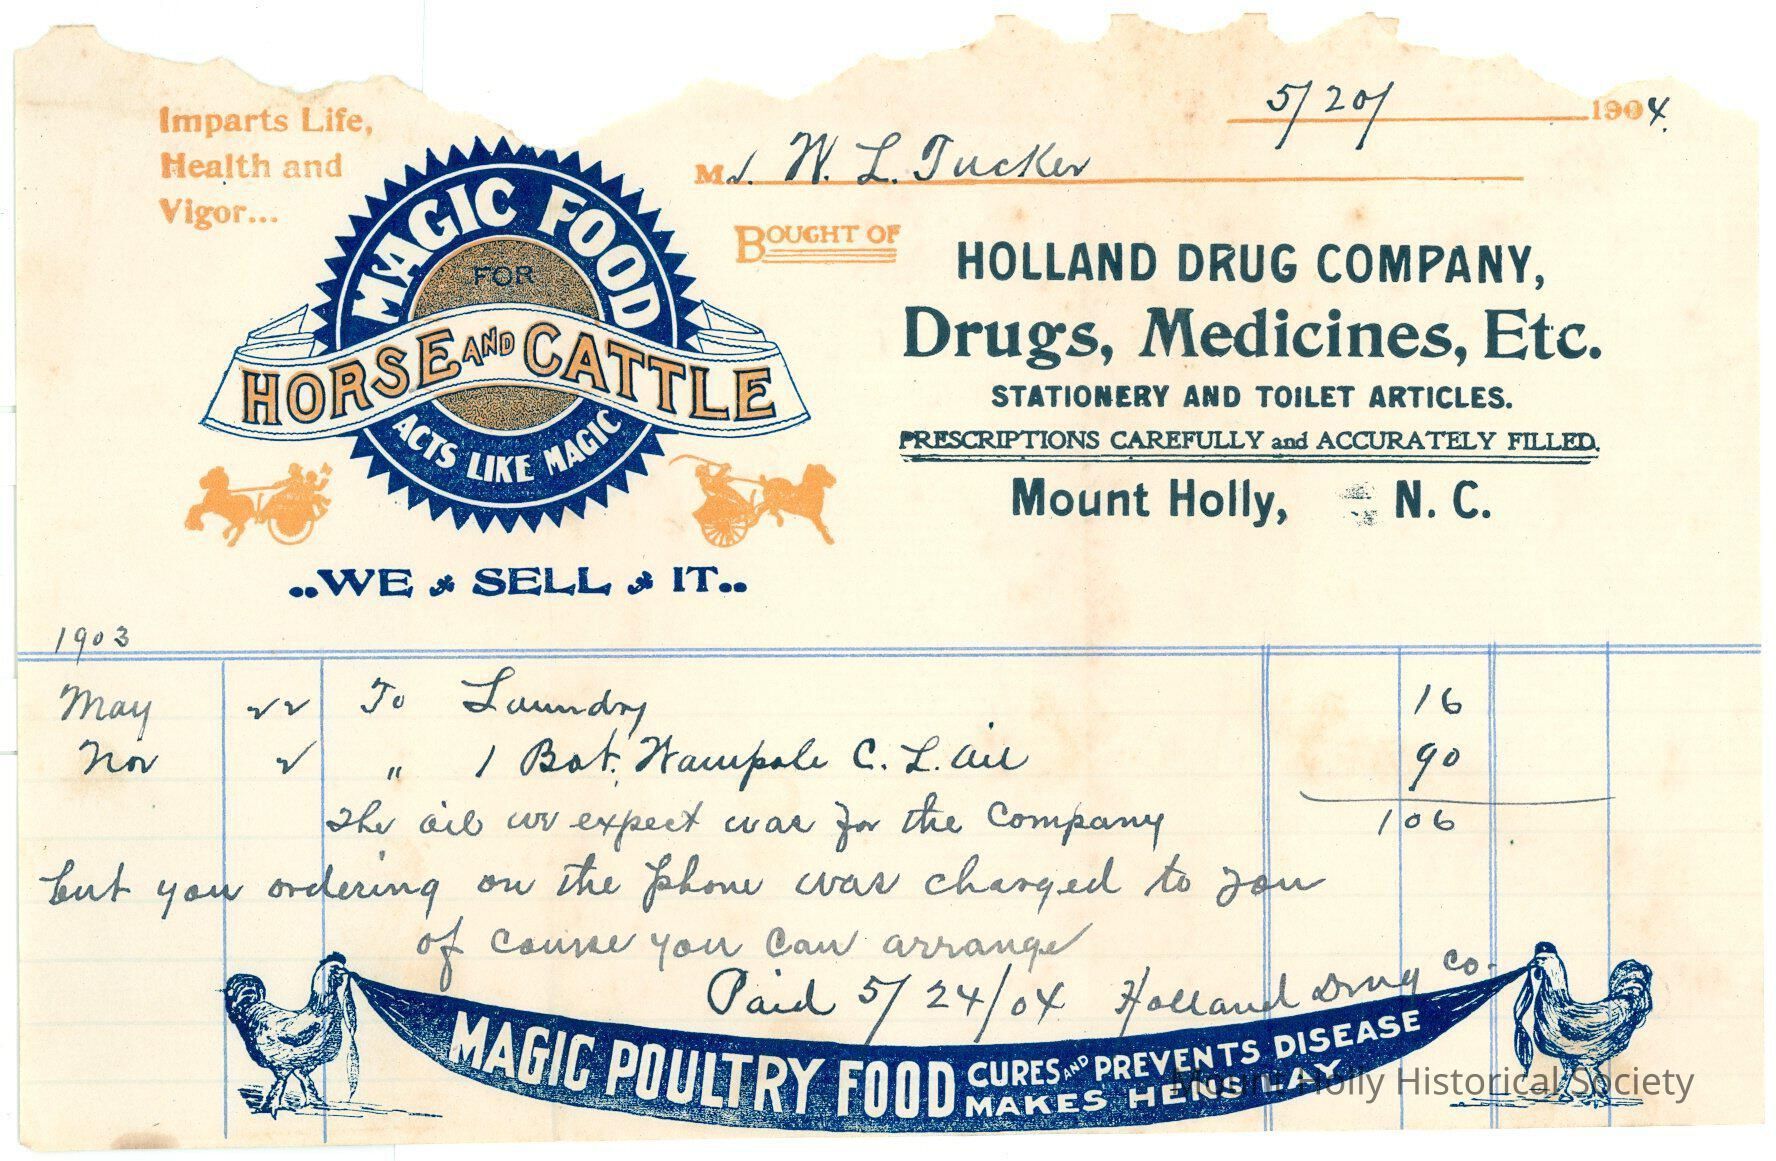 Imparts Life,
Health and
Vigor...
MAGIC FOOD
FOR
HORSE AND CATTLE
ACTS LIKE MAGIC
..WE SELL IT..
5/20/ 1904.
Mr. W. L. Tucker
BOUGHT OF
HOLLAND DRUG COMPANY,
Drugs, Medicines, Etc.
STATIONERY AND TOILET ARTICLES.
PRESCRIPTIONS CAREFULLY and ACCURATELY FILLED.
Mount Holly, N. C.
1903
May 22 To Laundry 16
Nov 2 " 1 Bot. Wampole C. L. Oil 90
The oil we expect was for the Company 106
but you ordering on the phone was charged to you
of course you can arrange
Paid 5/24/04 Holland Drug Co.
MAGIC POULTRY FOOD CURES AND PREVENTS DISEASE
MAKES HENS LAY
Mount Holly Historical Society